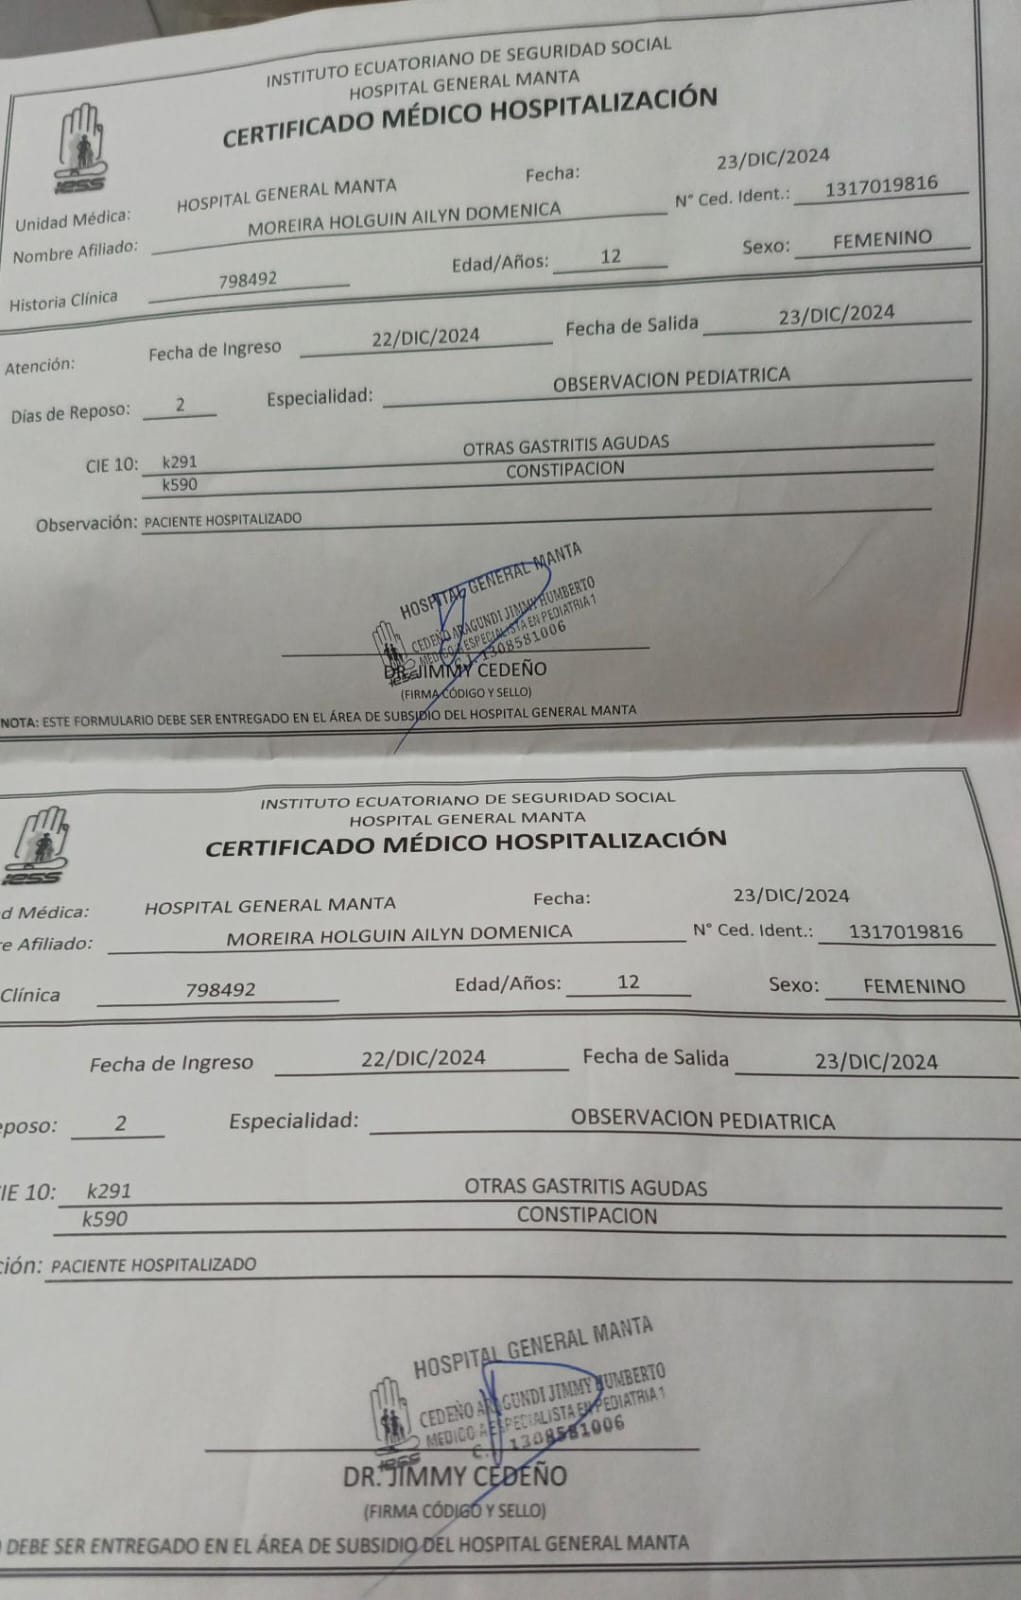 INSTITUTO ECUATORIANO DE SEGURIDAD SOCIAL
HOSPITAL GENERAL MANTA
CERTIFICADO MÉDICO HOSPITALIZACIÓN
iess
Unidad Médica: HOSPITAL GENERAL MANTA Fecha: 23/DIC/2024
Nombre Afiliado: MOREIRA HOLGUIN AILYN DOMENICA N° Ced. Ident.: 1317019816
Historia Clínica 798492 Edad/Años: 12 Sexo: FEMENINO
Atención: Fecha de Ingreso 22/DIC/2024 Fecha de Salida 23/DIC/2024
Días de Reposo: 2 Especialidad: OBSERVACION PEDIATRICA
CIE 10: k291 OTRAS GASTRITIS AGUDAS
k590 CONSTIPACION
Observación: PACIENTE HOSPITALIZADO
HOSPITAL GENERAL MANTA
CEDEÑO ARAGUNDI JIMMY HUMBERTO
MEDICO ESPECIALISTA EN PEDIATRIA 1
C.I. 1308581006
iess
DR. JIMMY CEDEÑO
(FIRMA CÓDIGO Y SELLO)
NOTA: ESTE FORMULARIO DEBE SER ENTREGADO EN EL ÁREA DE SUBSIDIO DEL HOSPITAL GENERAL MANTA
INSTITUTO ECUATORIANO DE SEGURIDAD SOCIAL
HOSPITAL GENERAL MANTA
CERTIFICADO MÉDICO HOSPITALIZACIÓN
iess
d Médica: HOSPITAL GENERAL MANTA Fecha: 23/DIC/2024
re Afiliado: MOREIRA HOLGUIN AILYN DOMENICA N° Ced. Ident.: 1317019816
Clínica 798492 Edad/Años: 12 Sexo: FEMENINO
Fecha de Ingreso 22/DIC/2024 Fecha de Salida 23/DIC/2024
eposo: 2 Especialidad: OBSERVACION PEDIATRICA
IE 10: k291 OTRAS GASTRITIS AGUDAS
k590 CONSTIPACION
ción: PACIENTE HOSPITALIZADO
HOSPITAL GENERAL MANTA
CEDEÑO ARAGUNDI JIMMY HUMBERTO
MEDICO ESPECIALISTA EN PEDIATRIA 1
C.I. 1308581006
iess
DR. JIMMY CEDEÑO
(FIRMA CÓDIGO Y SELLO)
DEBE SER ENTREGADO EN EL ÁREA DE SUBSIDIO DEL HOSPITAL GENERAL MANTA